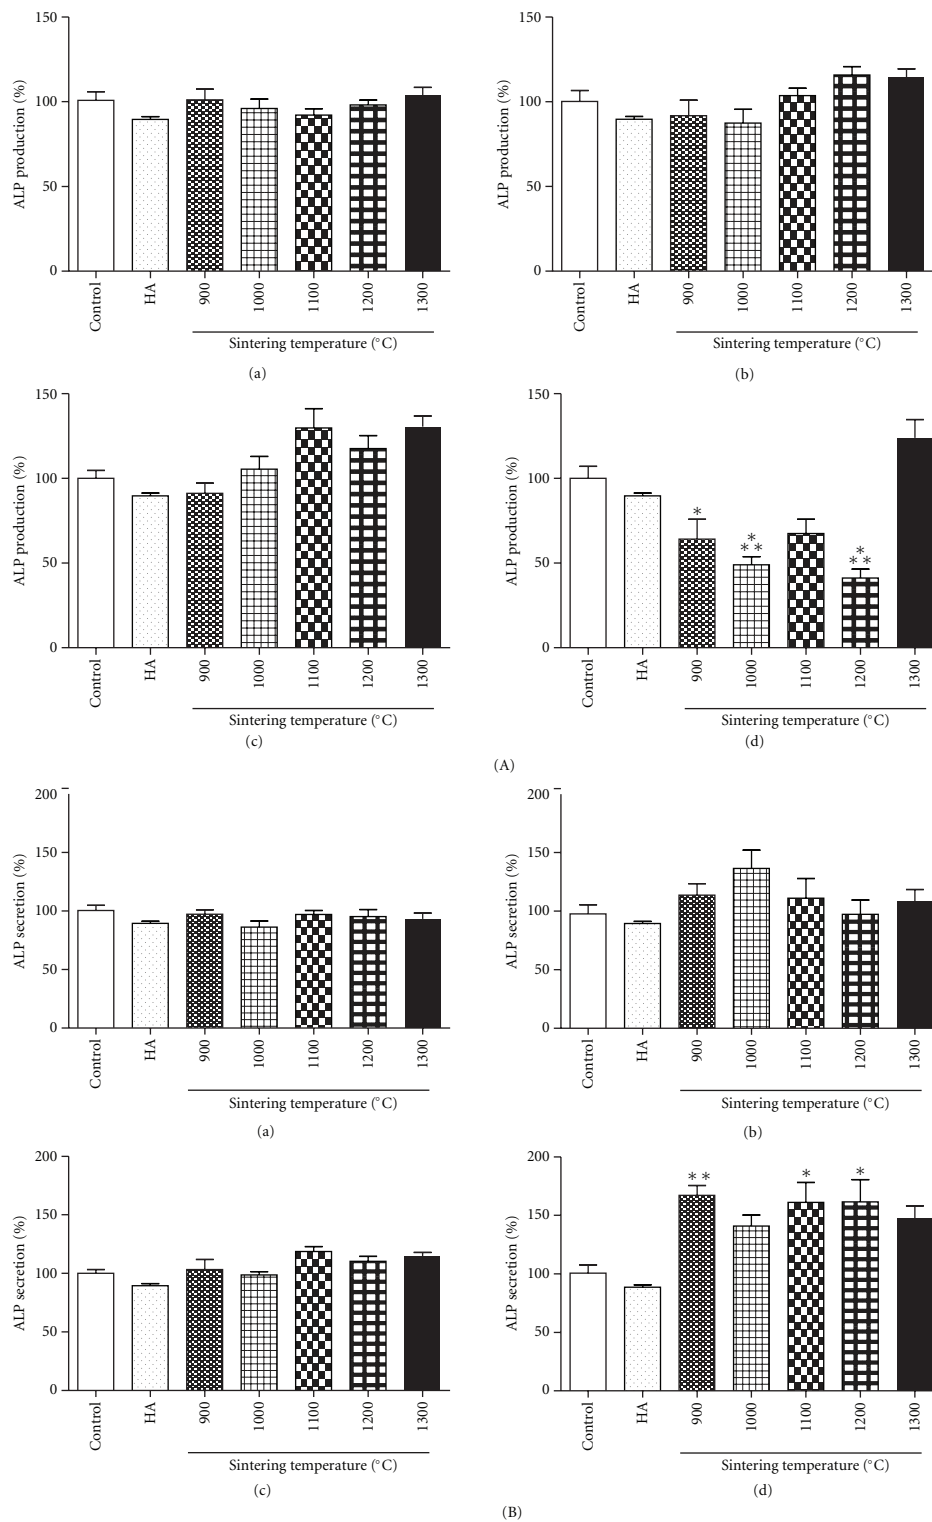 150
100
50
0
ALP production (%)
Control
HA
900
1000
1100
1200
1300
Sintering temperature (°C)
(a)
150
100
50
0
ALP production (%)
Control
HA
900
1000
1100
1200
1300
Sintering temperature (°C)
(b)
150
100
50
0
ALP production (%)
Control
HA
900
1000
1100
1200
1300
Sintering temperature (°C)
(c)
150
100
50
0
ALP production (%)
*
*
**
*
**
Control
HA
900
1000
1100
1200
1300
Sintering temperature (°C)
(d)
(A)
200
150
100
50
0
ALP secretion (%)
Control
HA
900
1000
1100
1200
1300
Sintering temperature (°C)
(a)
200
150
100
50
0
ALP secretion (%)
Control
HA
900
1000
1100
1200
1300
Sintering temperature (°C)
(b)
200
150
100
50
0
ALP secretion (%)
Control
HA
900
1000
1100
1200
1300
Sintering temperature (°C)
(c)
200
150
100
50
0
ALP secretion (%)
**
*
*
Control
HA
900
1000
1100
1200
1300
Sintering temperature (°C)
(d)
(B)